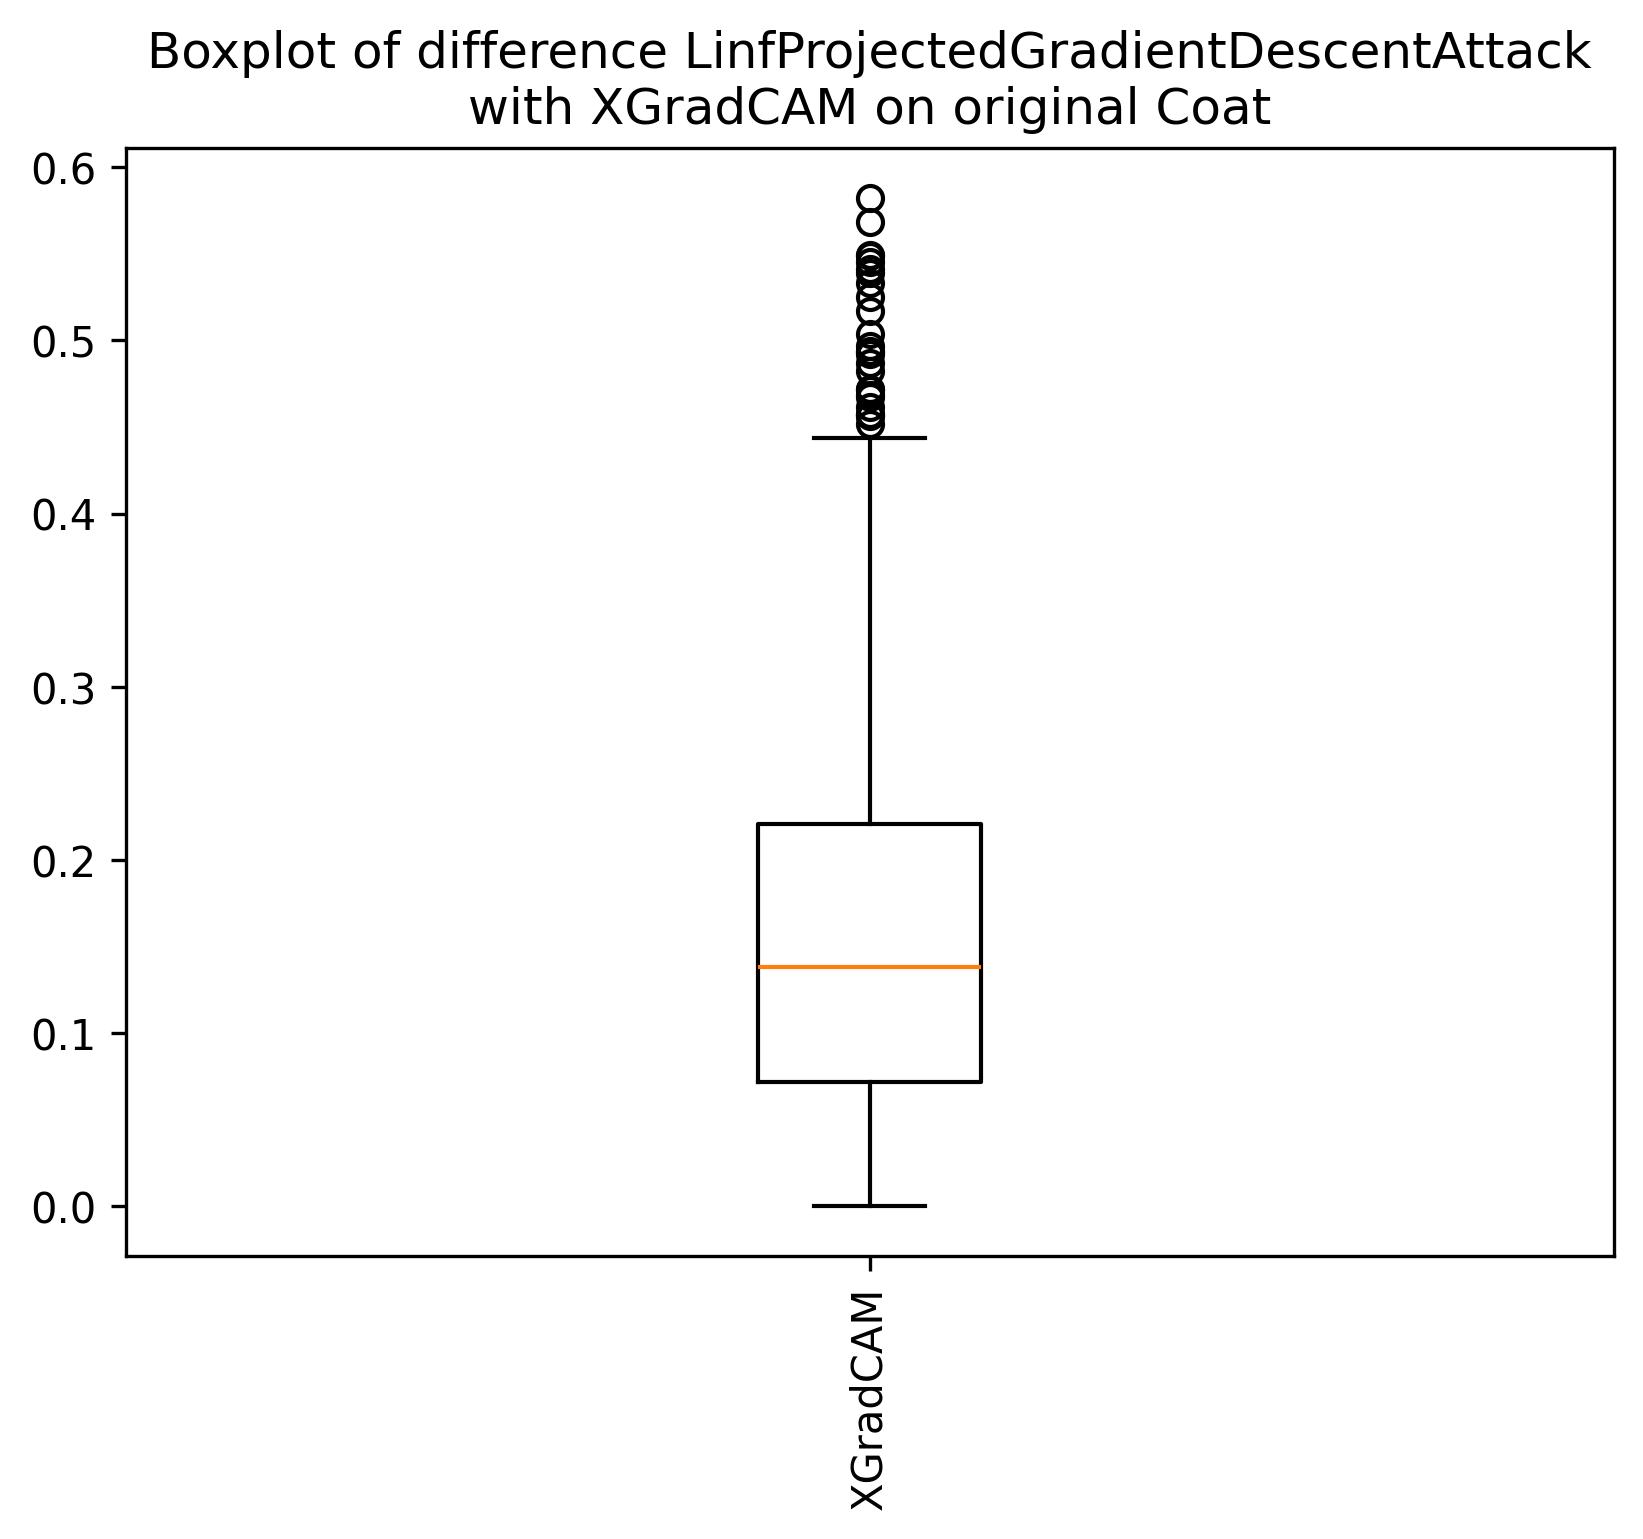 Boxplot of difference LinfProjectedGradientDescentAttack
with XGradCAM on original Coat
0.6
0.5
0.4
0.3
0.2
0.1
0.0
XGradCAM